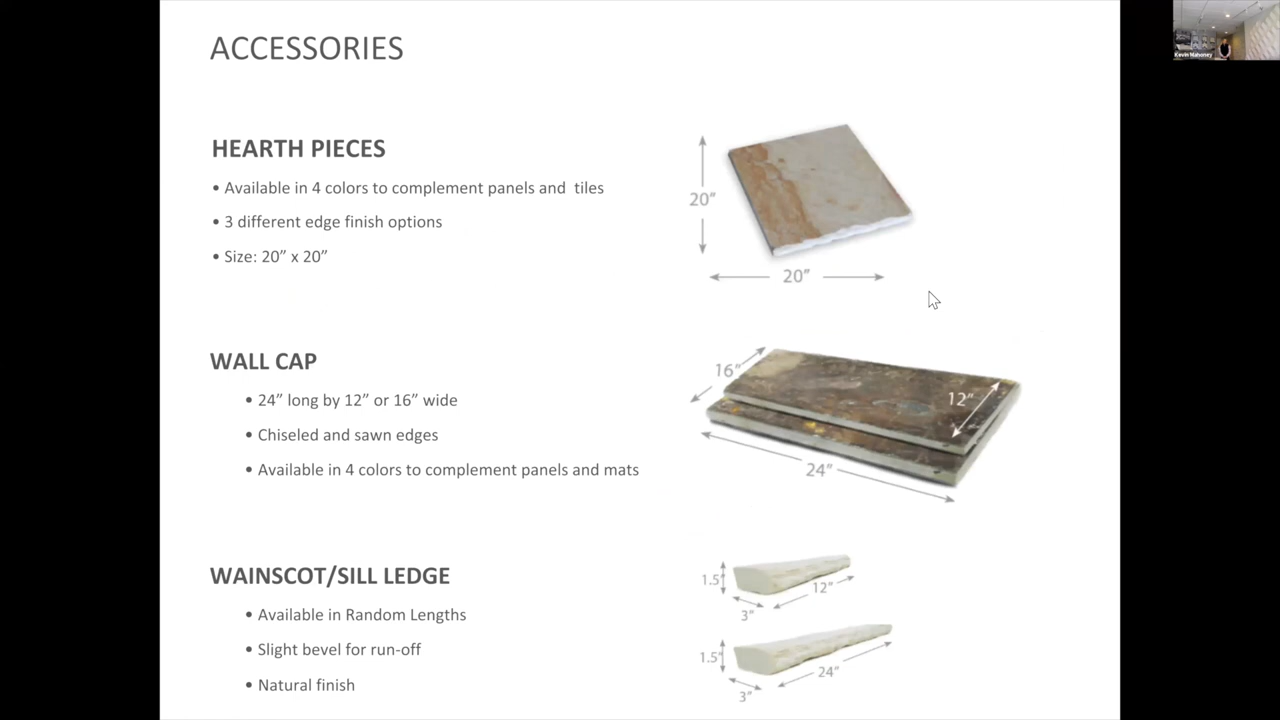 ACCESSORIES
Kevin Mahoney
HEARTH PIECES
• Available in 4 colors to complement panels and tiles
• 3 different edge finish options
• Size: 20” x 20”
20”
20”
WALL CAP
• 24” long by 12” or 16” wide
• Chiseled and sawn edges
• Available in 4 colors to complement panels and mats
16”
12”
24”
WAINSCOT/SILL LEDGE
• Available in Random Lengths
• Slight bevel for run-off
• Natural finish
1.5”
12”
3”
1.5”
24”
3”